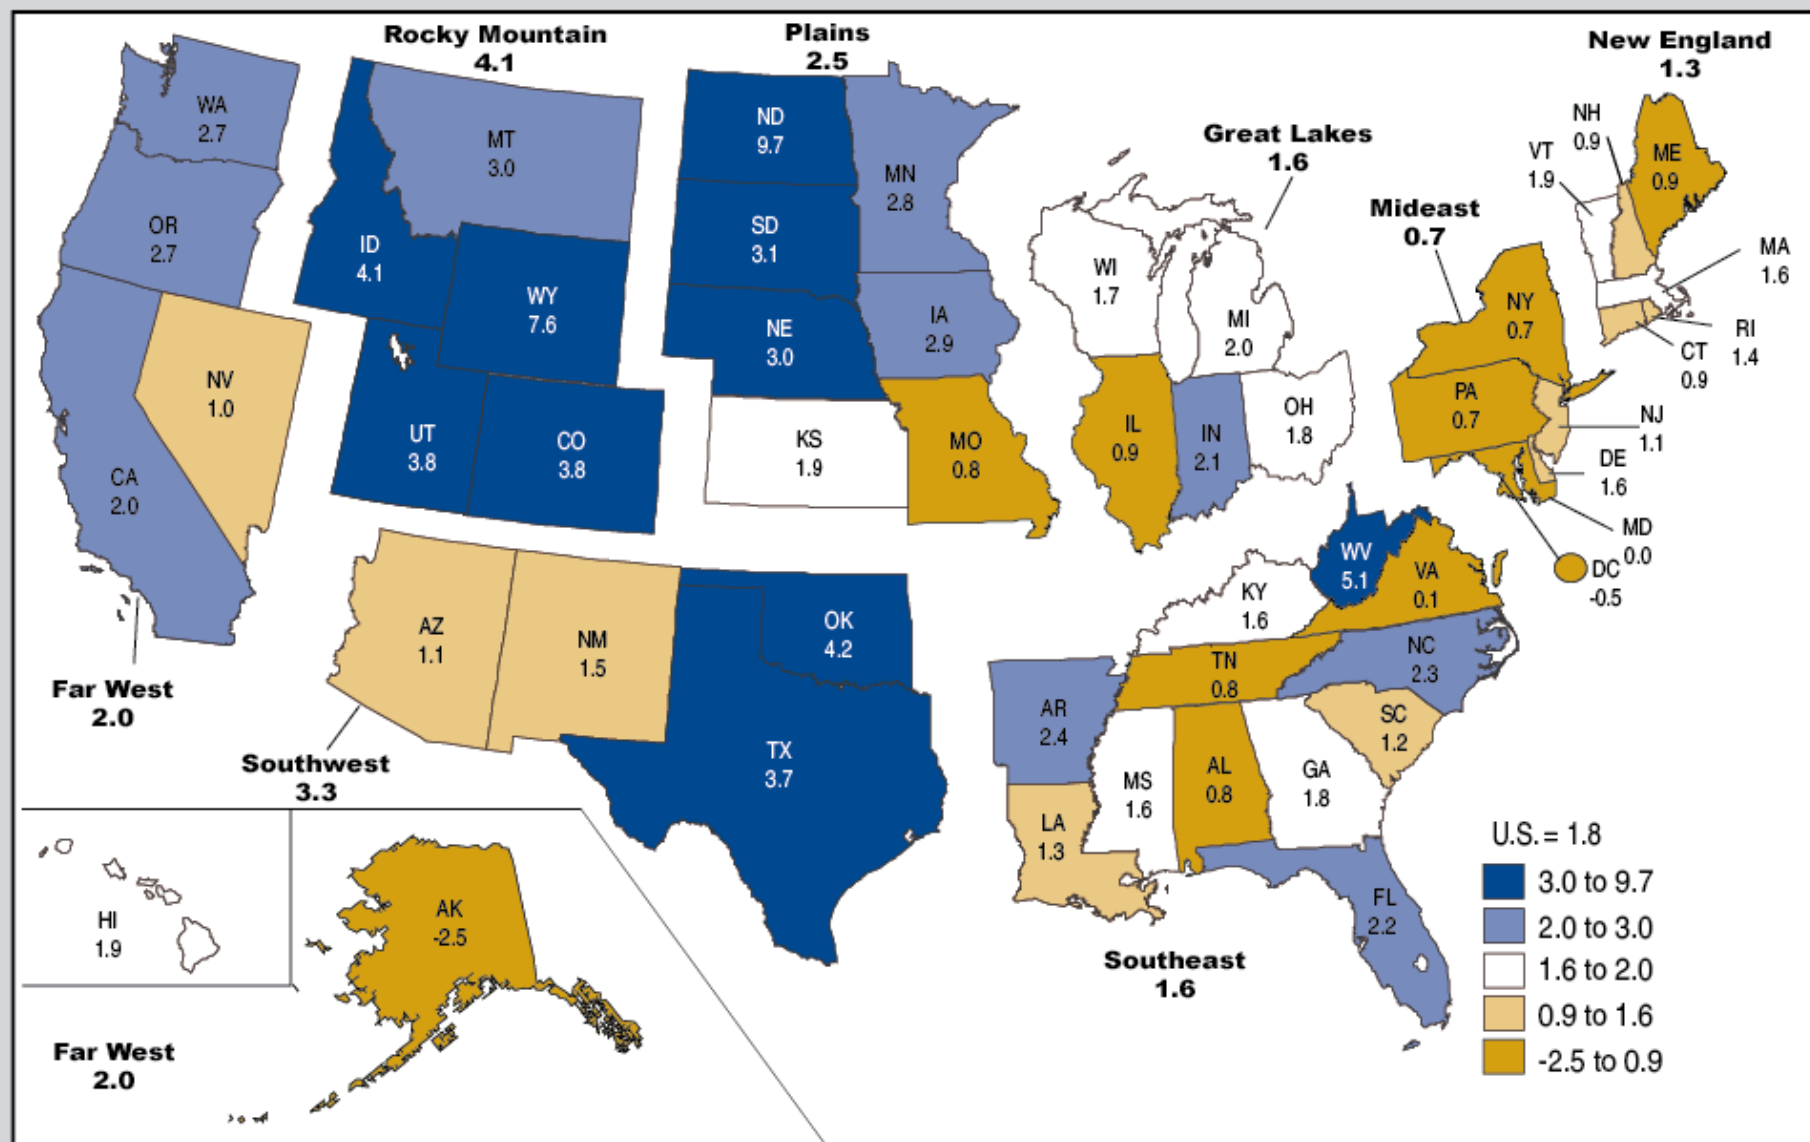 Rocky Mountain
4.1
Plains
2.5
New England
1.3
Great Lakes
1.6
Mideast
0.7
WA
2.7
OR
2.7
CA
2.0
NV
1.0
Far West
2.0
MT
3.0
ID
4.1
WY
7.6
UT
3.8
CO
3.8
ND
9.7
SD
3.1
NE
3.0
KS
1.9
MN
2.8
IA
2.9
MO
0.8
WI
1.7
MI
2.0
IL
0.9
IN
2.1
OH
1.8
NH
0.9
VT
1.9
ME
0.9
MA
1.6
RI
1.4
CT
0.9
NY
0.7
PA
0.7
NJ
1.1
DE
1.6
MD
0.0
DC
-0.5
AZ
1.1
NM
1.5
OK
4.2
TX
3.7
Southwest
3.3
WV
5.1
VA
0.1
KY
1.6
TN
0.8
NC
2.3
SC
1.2
AR
2.4
LA
1.3
MS
1.6
AL
0.8
GA
1.8
FL
2.2
Southeast
1.6
HI
1.9
AK
-2.5
Far West
2.0
U.S. = 1.8
3.0 to 9.7
2.0 to 3.0
1.6 to 2.0
0.9 to 1.6
-2.5 to 0.9